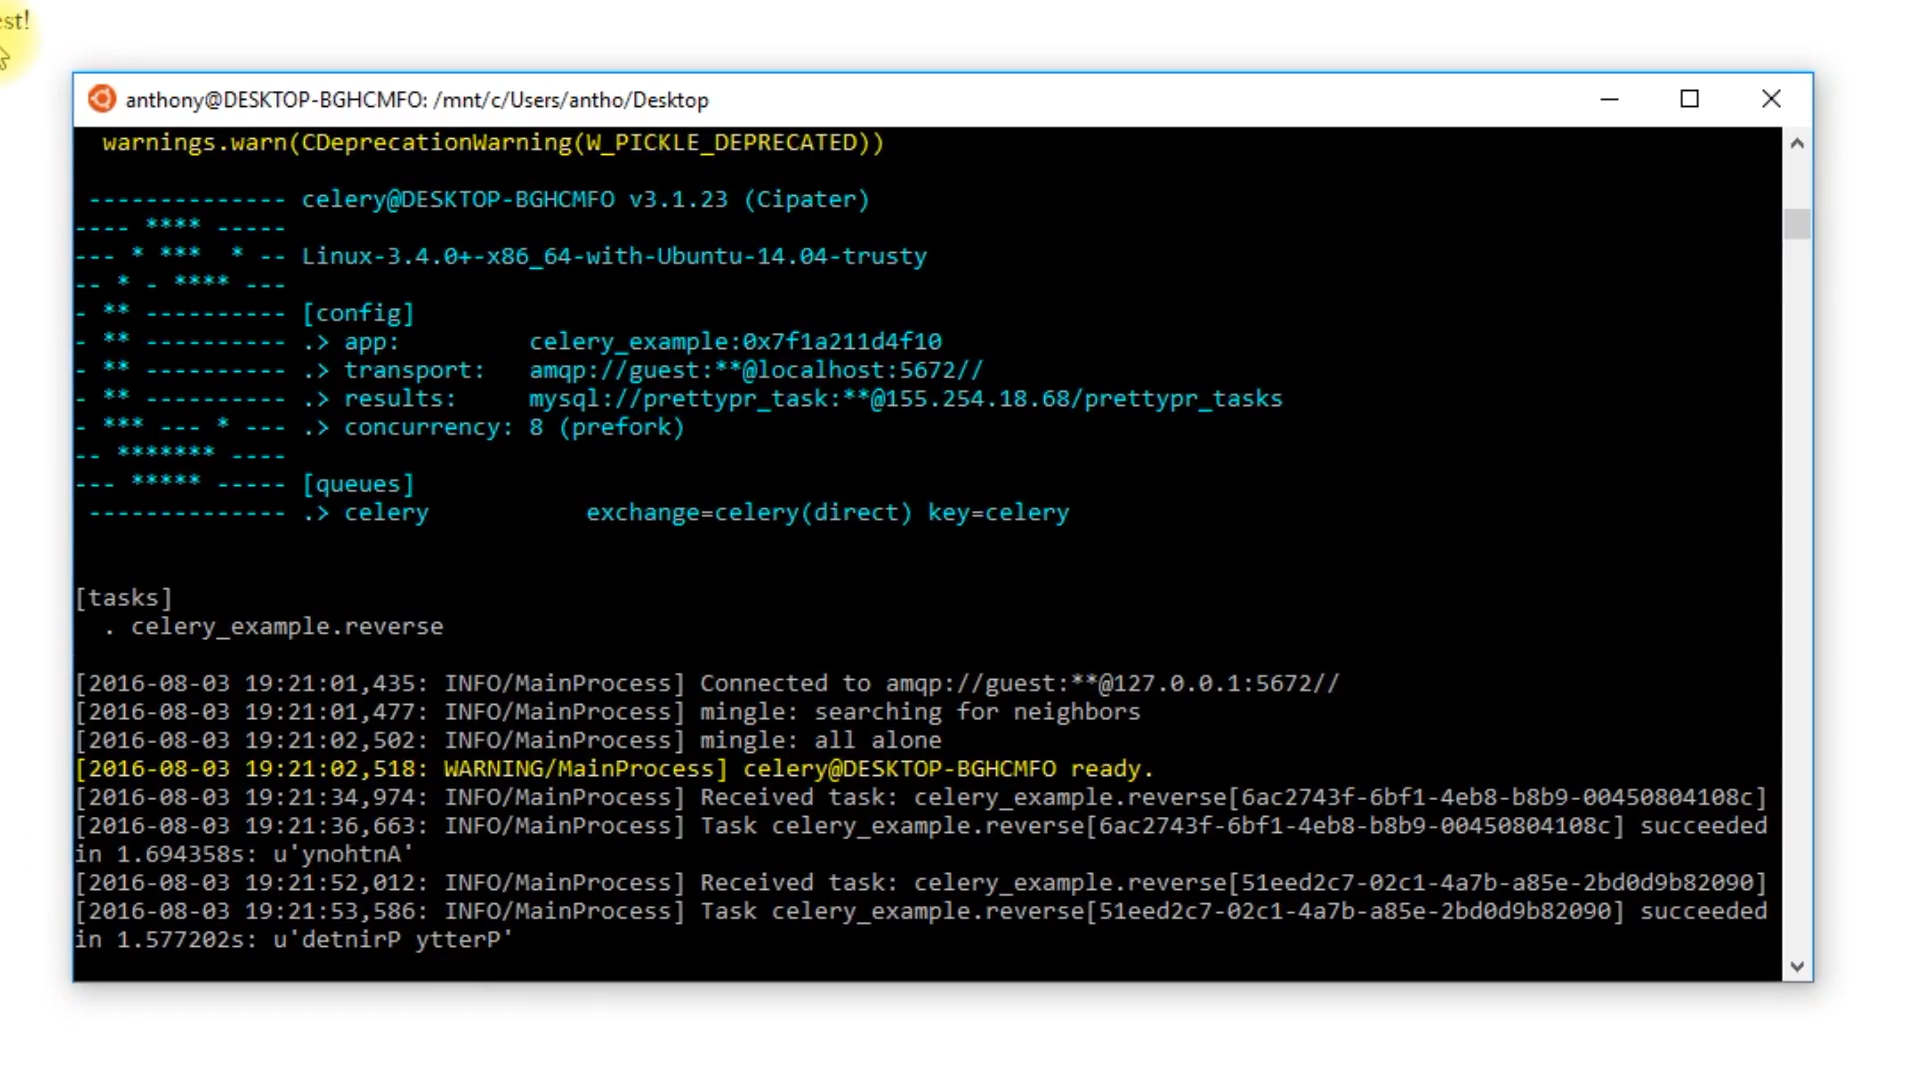 est!
anthony@DESKTOP-BGHCMFO: /mnt/c/Users/antho/Desktop
  warnings.warn(CDeprecationWarning(W_PICKLE_DEPRECATED))
 -------------- celery@DESKTOP-BGHCMFO v3.1.23 (Cipater)
---- **** -----
--- * ***  * -- Linux-3.4.0+-x86_64-with-Ubuntu-14.04-trusty
-- * - **** ---
- ** ---------- [config]
- ** ---------- .> app:         celery_example:0x7f1a211d4f10
- ** ---------- .> transport:   amqp://guest:**@localhost:5672//
- ** ---------- .> results:     mysql://prettypr_task:**@155.254.18.68/prettypr_tasks
- *** --- * --- .> concurrency: 8 (prefork)
-- ******* ----
--- ***** ----- [queues]
 -------------- .> celery           exchange=celery(direct) key=celery
[tasks]
  . celery_example.reverse
[2016-08-03 19:21:01,435: INFO/MainProcess] Connected to amqp://guest:**@127.0.0.1:5672//
[2016-08-03 19:21:01,477: INFO/MainProcess] mingle: searching for neighbors
[2016-08-03 19:21:02,502: INFO/MainProcess] mingle: all alone
[2016-08-03 19:21:02,518: WARNING/MainProcess] celery@DESKTOP-BGHCMFO ready.
[2016-08-03 19:21:34,974: INFO/MainProcess] Received task: celery_example.reverse[6ac2743f-6bf1-4eb8-b8b9-00450804108c]
[2016-08-03 19:21:36,663: INFO/MainProcess] Task celery_example.reverse[6ac2743f-6bf1-4eb8-b8b9-00450804108c] succeeded
in 1.694358s: u'ynohtnA'
[2016-08-03 19:21:52,012: INFO/MainProcess] Received task: celery_example.reverse[51eed2c7-02c1-4a7b-a85e-2bd0d9b82090]
[2016-08-03 19:21:53,586: INFO/MainProcess] Task celery_example.reverse[51eed2c7-02c1-4a7b-a85e-2bd0d9b82090] succeeded
in 1.577202s: u'detnirP ytterP'